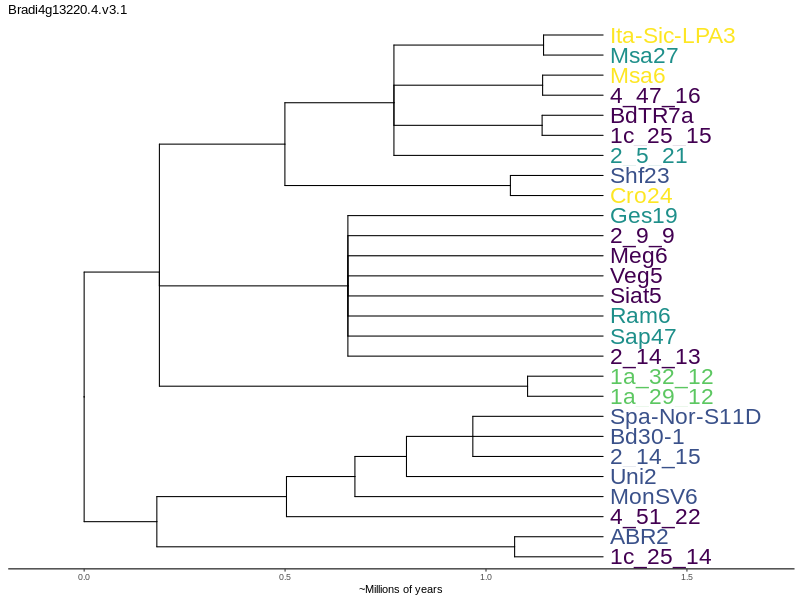 Bradi4g13220.4.v3.1
Ita-Sic-LPA3
Msa27
Msa6
4_47_16
BdTR7a
1c_25_15
2_5_21
Shf23
Cro24
Ges19
2_9_9
Meg6
Veg5
Siat5
Ram6
Sap47
2_14_13
1a_32_12
1a_29_12
Spa-Nor-S11D
Bd30-1
2_14_15
Uni2
MonSV6
4_51_22
ABR2
1c_25_14
0.0 0.5 1.0 1.5
~Millions of years